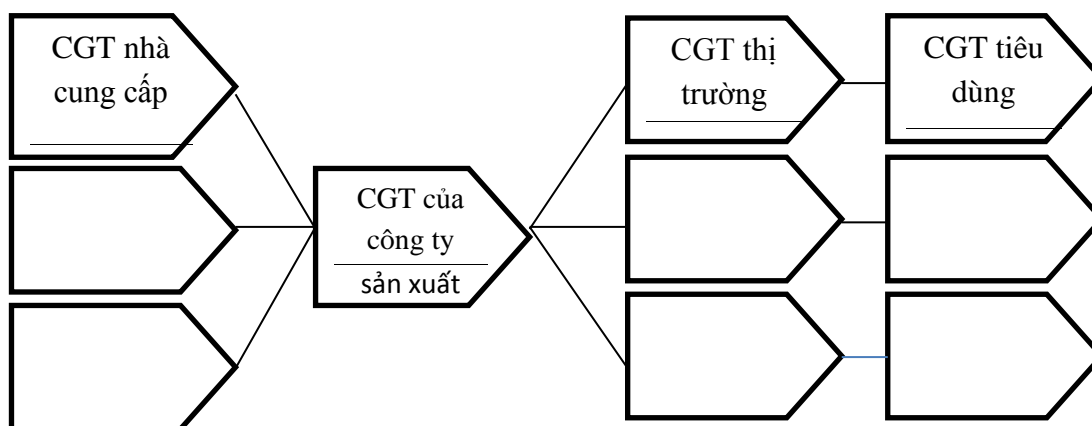 CGT nhà
cung cấp
CGT của
công ty
sản xuất
CGT thị
trường
CGT tiêu
dùng